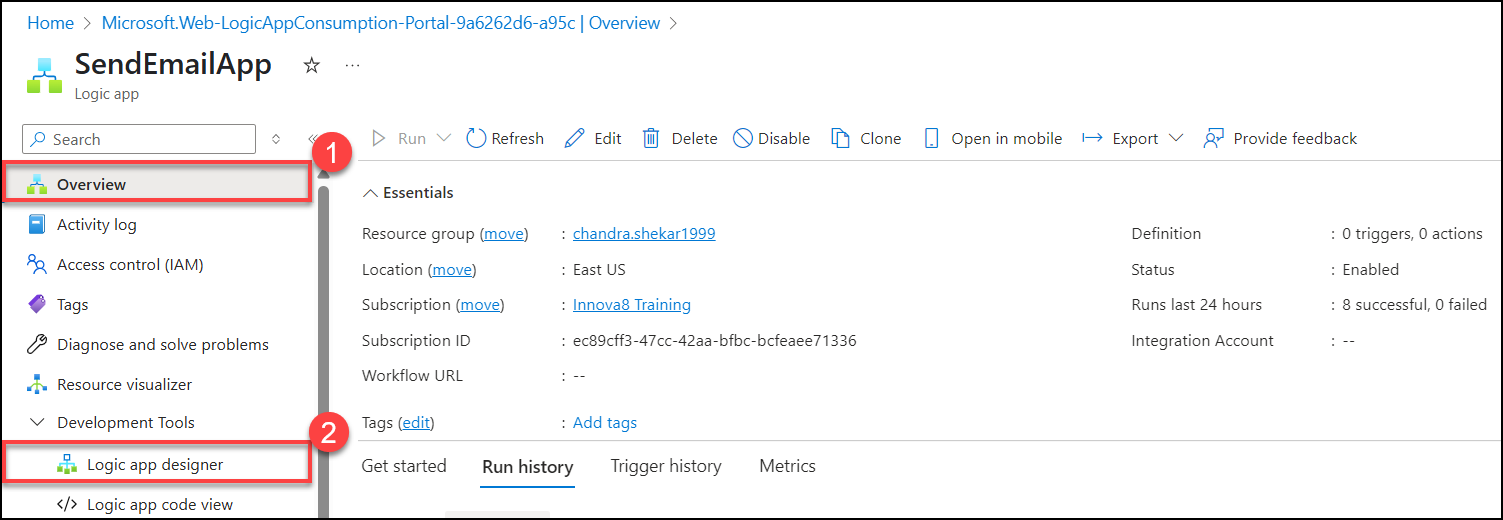 Home > Microsoft.Web-LogicAppConsumption-Portal-9a6262d6-a95c | Overview >
SendEmailApp ☆ ···
Logic app
Search
Run Refresh Edit Delete Disable Clone Open in mobile Export Provide feedback
1
Overview
Activity log
Access control (IAM)
Tags
Diagnose and solve problems
Resource visualizer
Development Tools
2
Logic app designer
</> Logic app code view
Essentials
Resource group (move) : chandra.shekar1999
Location (move) : East US
Subscription (move) : Innova8 Training
Subscription ID : ec89cff3-47cc-42aa-bfbc-bcfeaee71336
Workflow URL : --
Tags (edit) : Add tags
Definition : 0 triggers, 0 actions
Status : Enabled
Runs last 24 hours : 8 successful, 0 failed
Integration Account : --
Get started Run history Trigger history Metrics